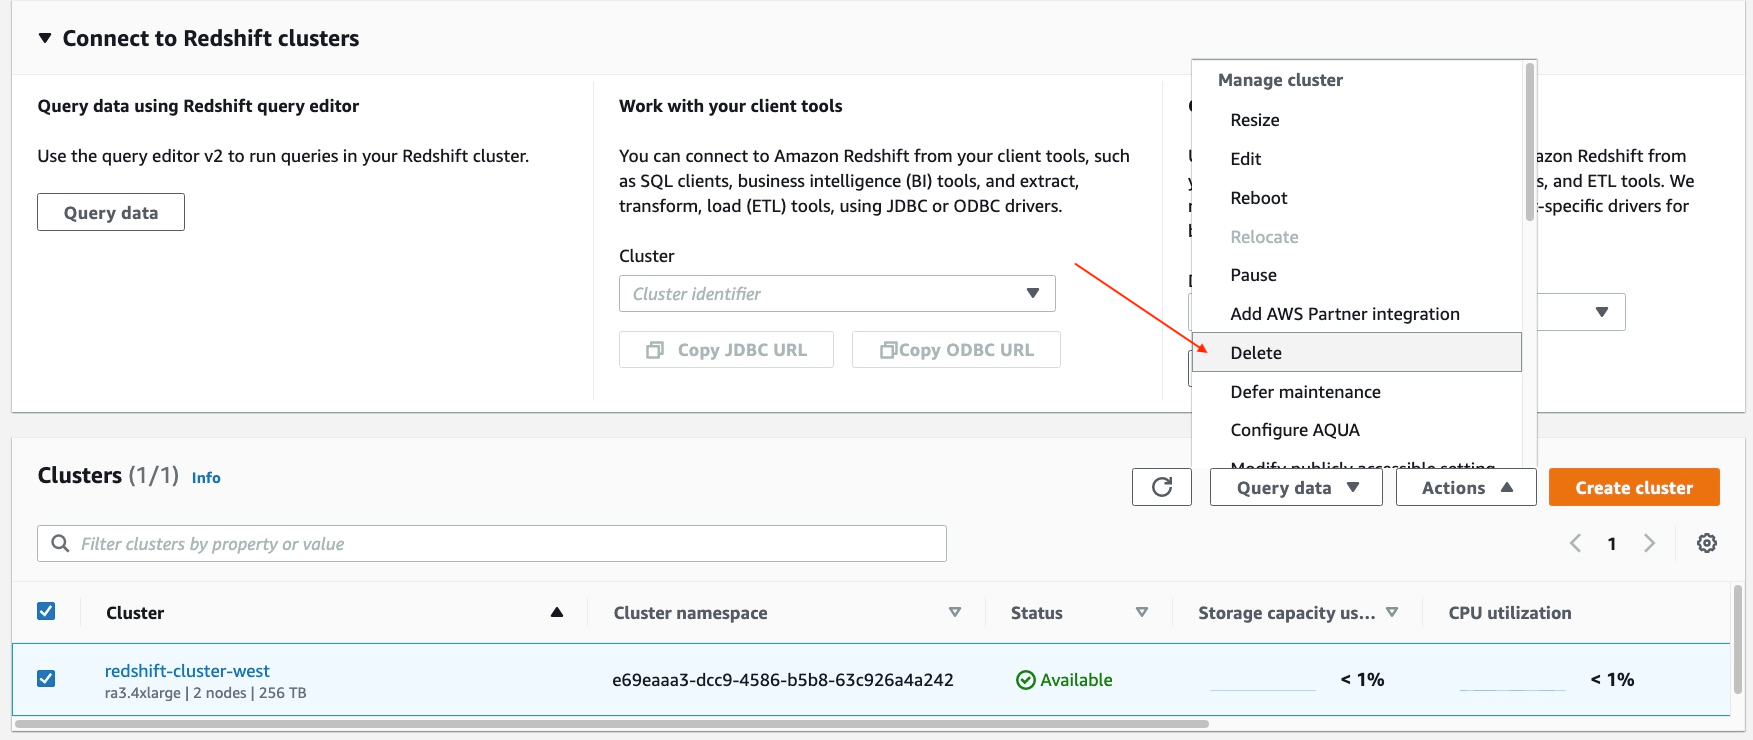 Connect to Redshift clusters
Query data using Redshift query editor
Use the query editor v2 to run queries in your Redshift cluster.
Query data
Work with your client tools
You can connect to Amazon Redshift from your client tools, such
as SQL clients, business intelligence (BI) tools, and extract,
transform, load (ETL) tools, using JDBC or ODBC drivers.
Cluster
Cluster identifier
Copy JDBC URL
Copy ODBC URL
Redshift from
and ETL tools. We
-specific drivers for
Manage cluster
Resize
Edit
Reboot
Relocate
Pause
Add AWS Partner integration
Delete
Defer maintenance
Configure AQUA
Modify publicly accessible setting
Clusters (1/1) Info
Query data
Actions
Create cluster
Filter clusters by property or value
1
Cluster
Cluster namespace
Status
Storage capacity us...
CPU utilization
redshift-cluster-west
ra3.4xlarge | 2 nodes | 256 TB
e69eaaa3-dcc9-4586-b5b8-63c926a4a242
Available
< 1%
< 1%